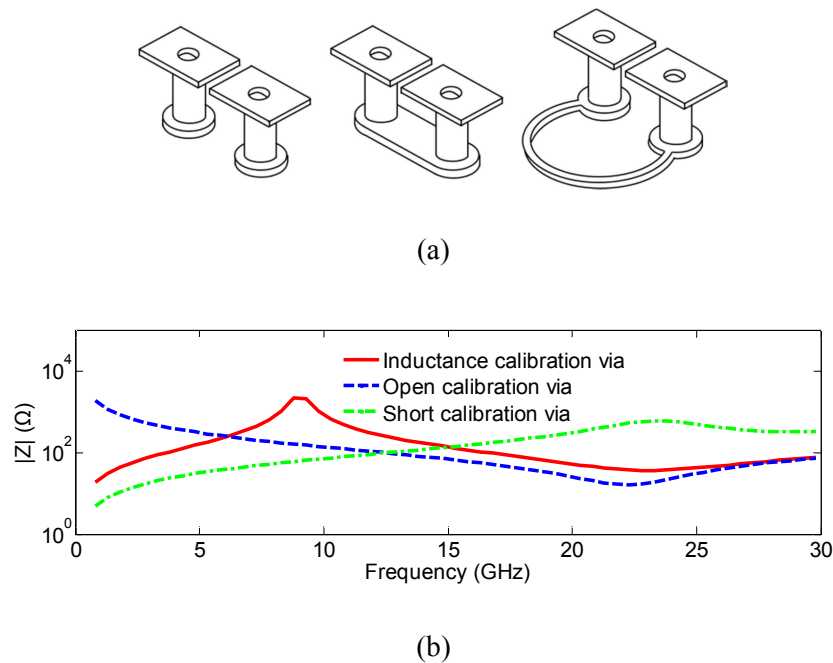 (a)
10^4
10^2
10^0
|Z| (Ω)
Inductance calibration via
Open calibration via
Short calibration via
0 5 10 15 20 25 30
Frequency (GHz)
(b)